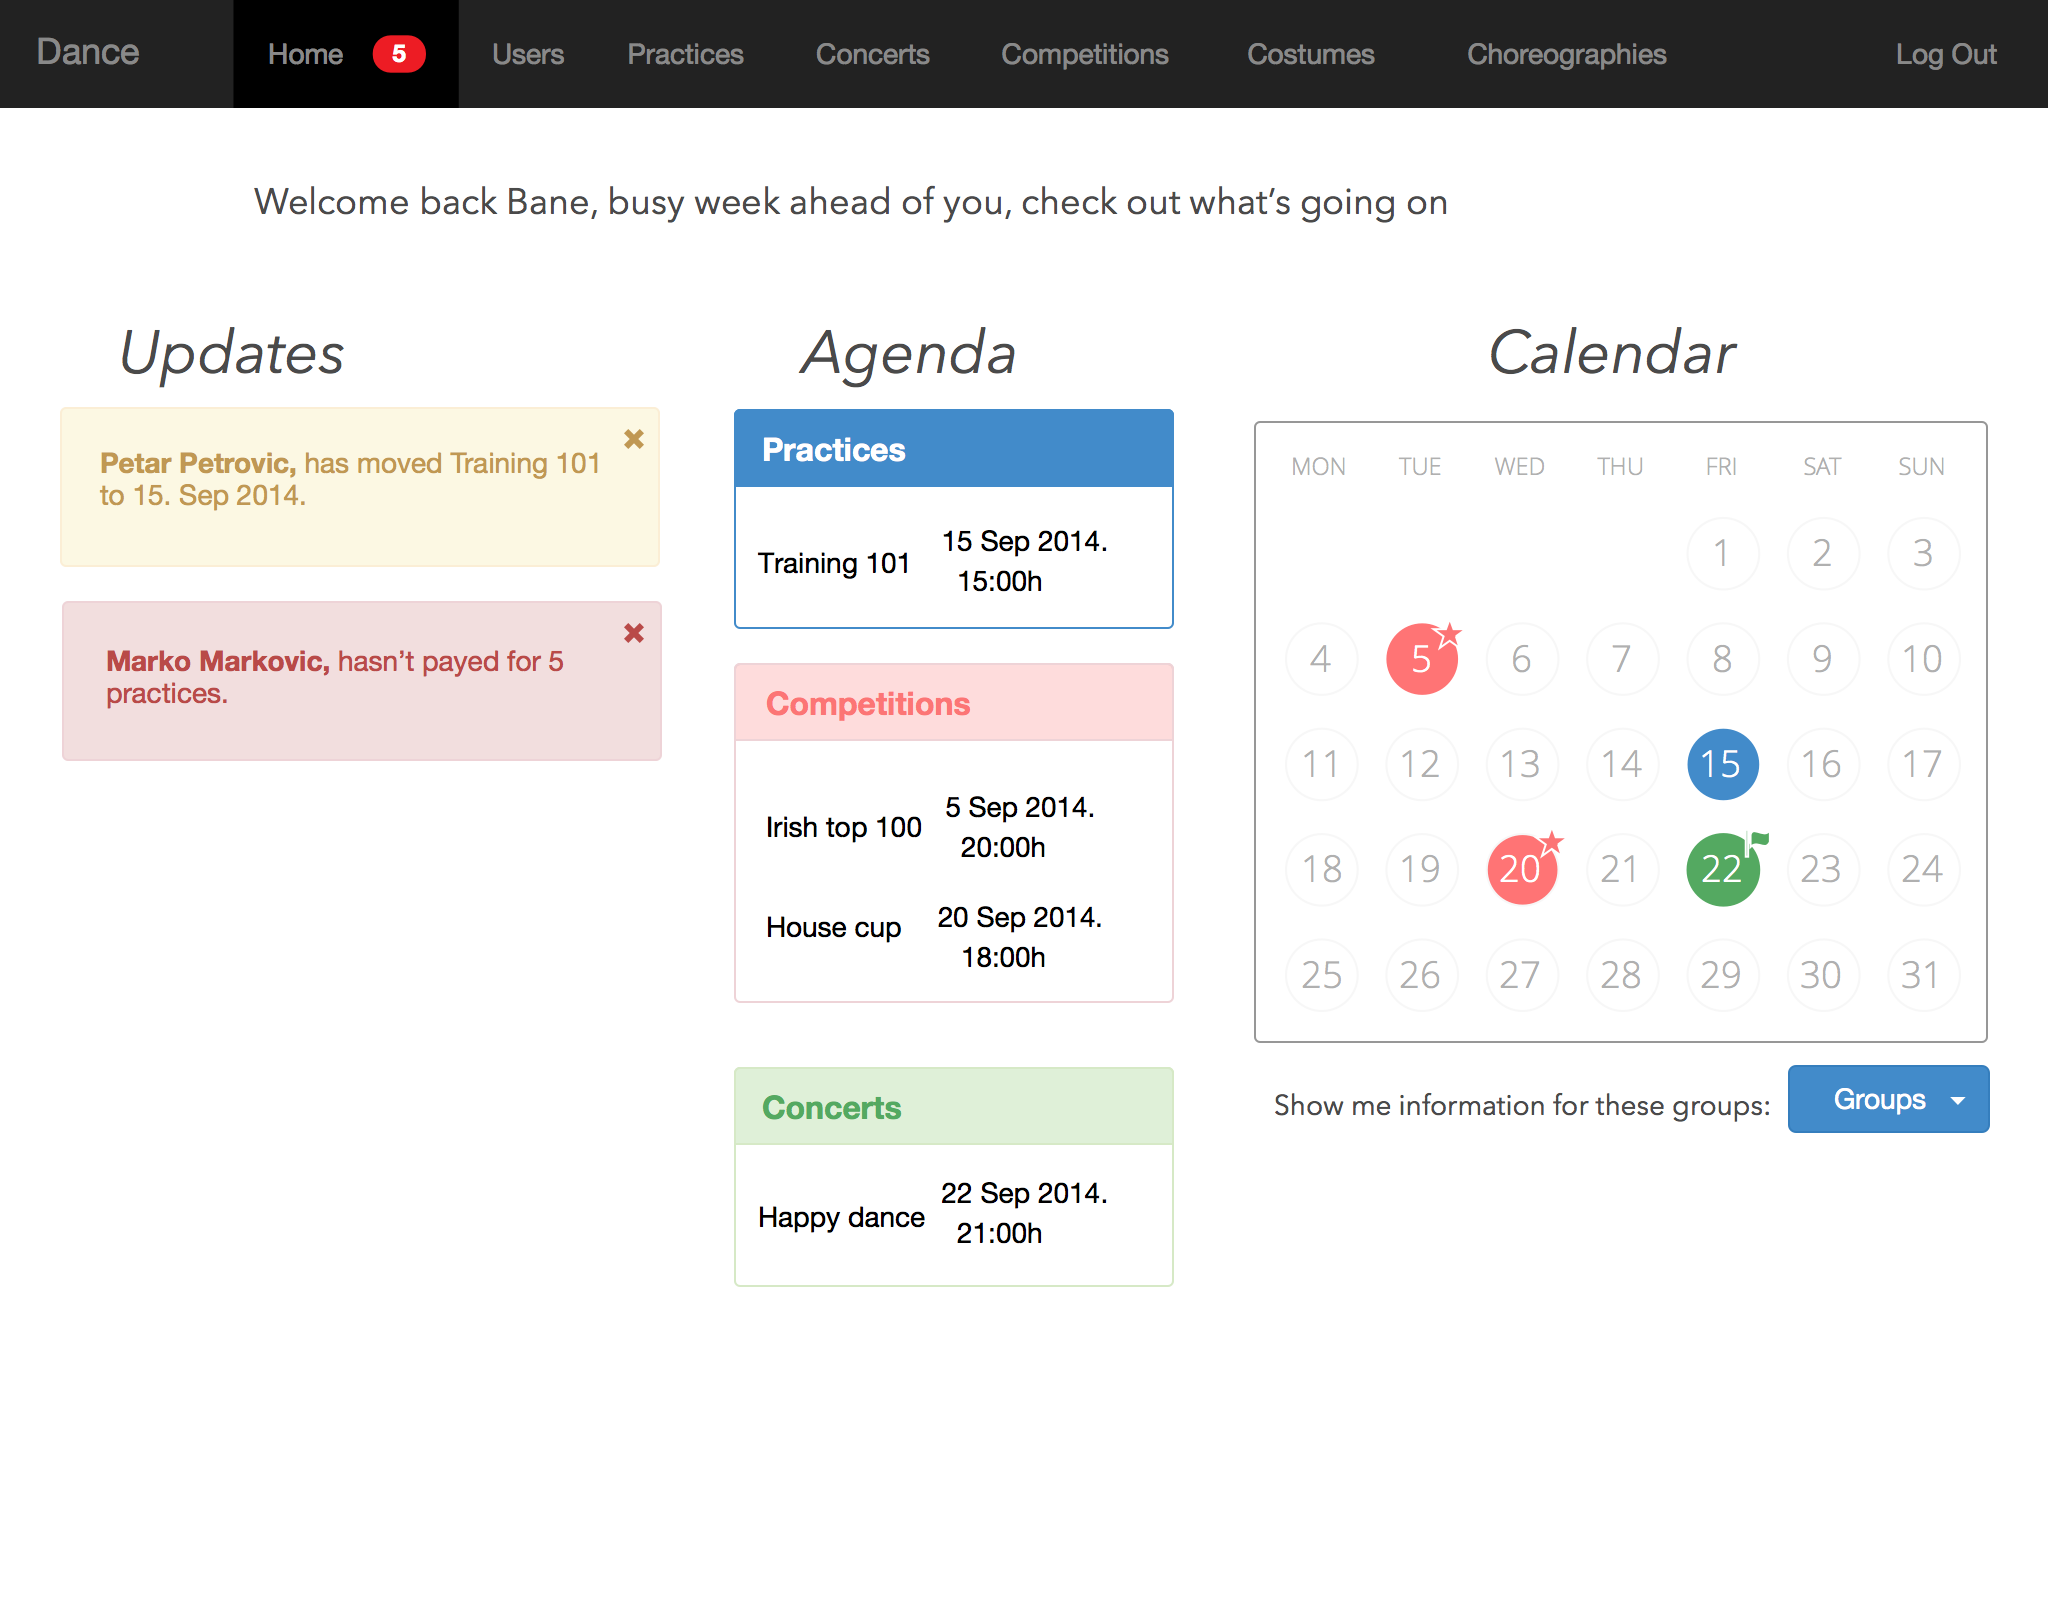 Dance Home 5 Users Practices Concerts Competitions Costumes Choreographies Log Out
Welcome back Bane, busy week ahead of you, check out what's going on
Updates
Petar Petrovic, has moved Training 101
to 15. Sep 2014.
Marko Markovic, hasn't payed for 5
practices.
Agenda
Practices
Training 101
15 Sep 2014.
15:00h
Competitions
Irish top 100
5 Sep 2014.
20:00h
House cup
20 Sep 2014.
18:00h
Concerts
Happy dance
22 Sep 2014.
21:00h
Calendar
MON TUE WED THU FRI SAT SUN
1 2 3
4 5 6 7 8 9 10
11 12 13 14 15 16 17
18 19 20 21 22 23 24
25 26 27 28 29 30 31
Show me information for these groups: Groups